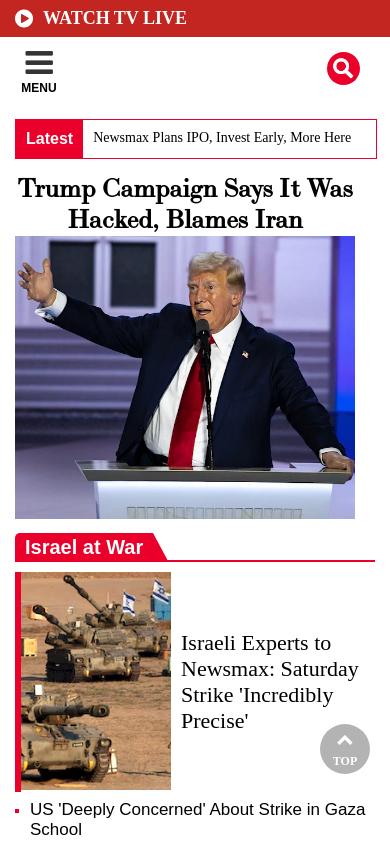 WATCH TV LIVE
MENU
Latest
Newsmax Plans IPO, Invest Early, More Here
Trump Campaign Says It Was
Hacked, Blames Iran
Israel at War
Israeli Experts to
Newsmax: Saturday
Strike 'Incredibly
Precise'
TOP
US 'Deeply Concerned' About Strike in Gaza
School